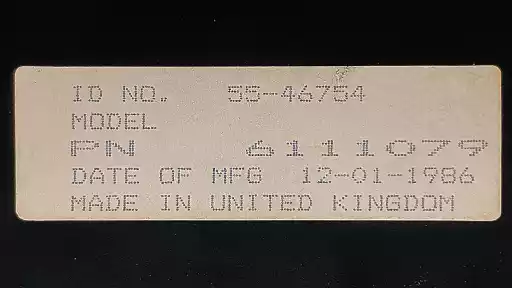 ID NO. 55-46754
MODEL
PN 6111079
DATE OF MFG 12-01-1986
MADE IN UNITED KINGDOM